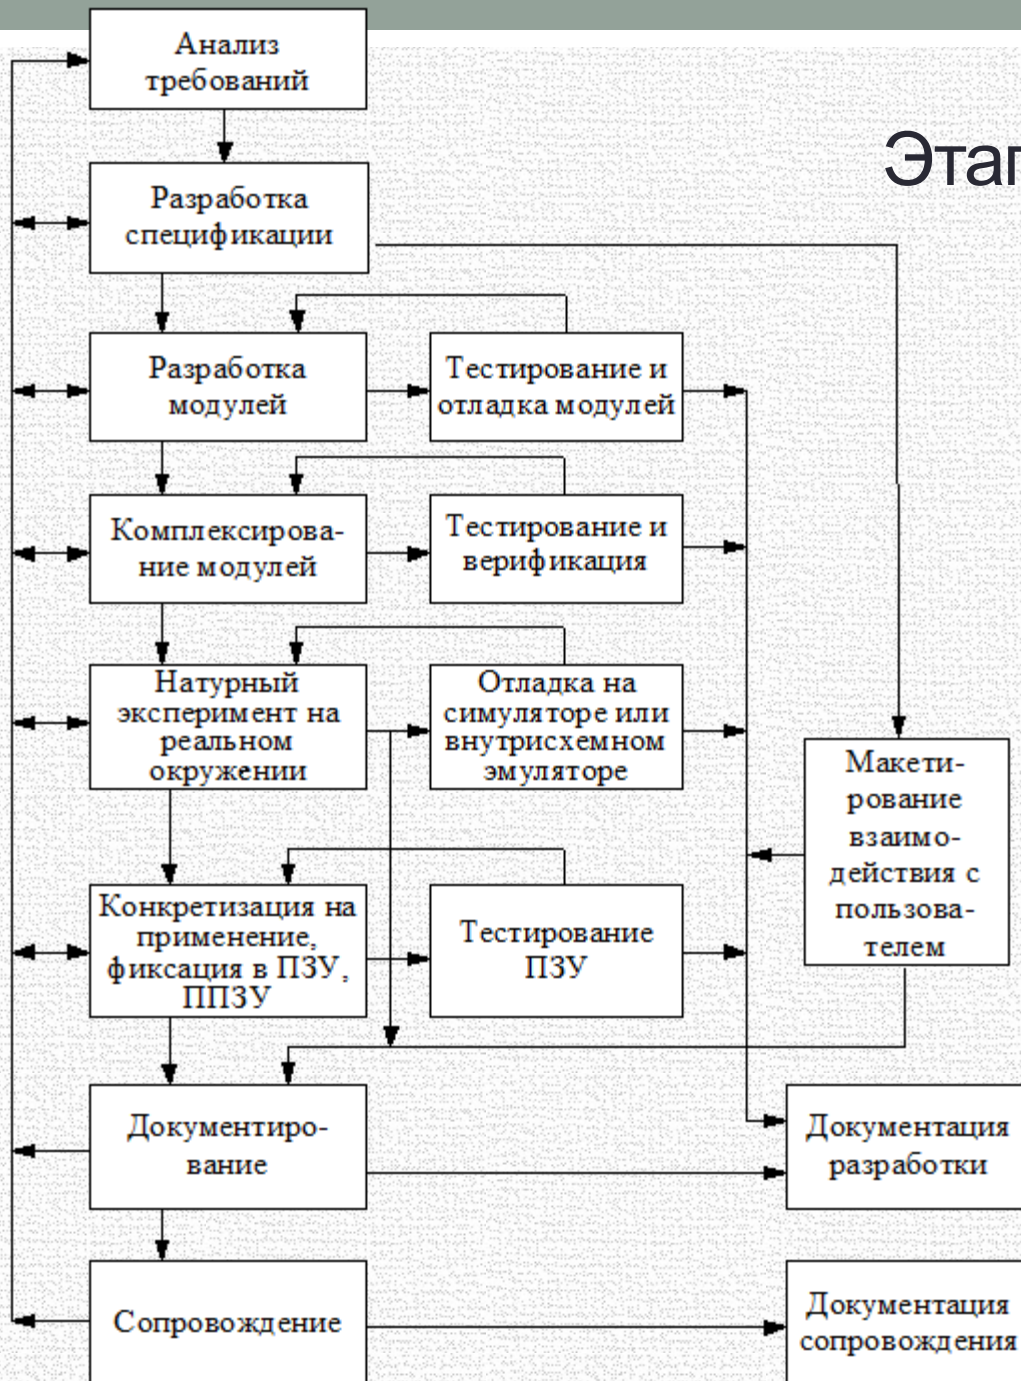 Анализ
требований
Этап
Разработка
спецификации
Разработка
модулей
Тестирование и
отладка модулей
Комплексирова-
ние модулей
Тестирование и
верификация
Натурный
эксперимент на
реальном
окружении
Отладка на
симуляторе или
внутрисхемном
эмуляторе
Макети-
рование
взаимо-
действия с
пользова-
телем
Конкретизация на
применение,
фиксация в ПЗУ,
ППЗУ
Тестирование
ПЗУ
Документиро-
вание
Документация
разработки
Сопровождение
Документация
сопровождения